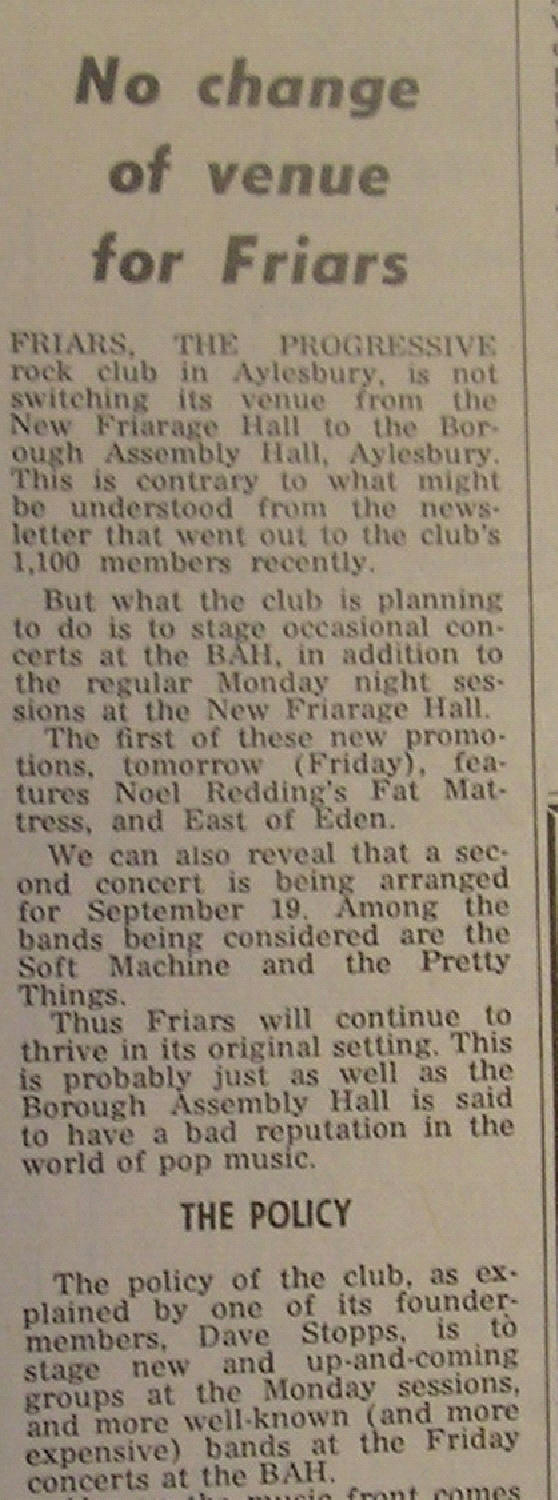 No change
of venue
for Friars
FRIARS, THE PROGRESSIVE
rock club in Aylesbury, is not
switching its venue from the
New Friarage Hall to the Bor-
ough Assembly Hall, Aylesbury.
This is contrary to what might
be understood from the news-
letter that went out to the club's
1,100 members recently.
But what the club is planning
to do is to stage occasional con-
certs at the BAH, in addition to
the regular Monday night ses-
sions at the New Friarage Hall.
The first of these new promo-
tions, tomorrow (Friday), fea-
tures Noel Redding's Fat Mat-
tress, and East of Eden.
We can also reveal that a sec-
ond concert is being arranged
for September 19. Among the
bands being considered are the
Soft Machine and the Pretty
Things.
Thus Friars will continue to
thrive in its original setting. This
is probably just as well as the
Borough Assembly Hall is said
to have a bad reputation in the
world of pop music.
THE POLICY
The policy of the club, as ex-
plained by one of its founder-
members, Dave Stopps, is to
stage new and up-and-coming
groups at the Monday sessions,
and more well-known (and more
expensive) bands at the Friday
concerts at the BAH.
the music front comes